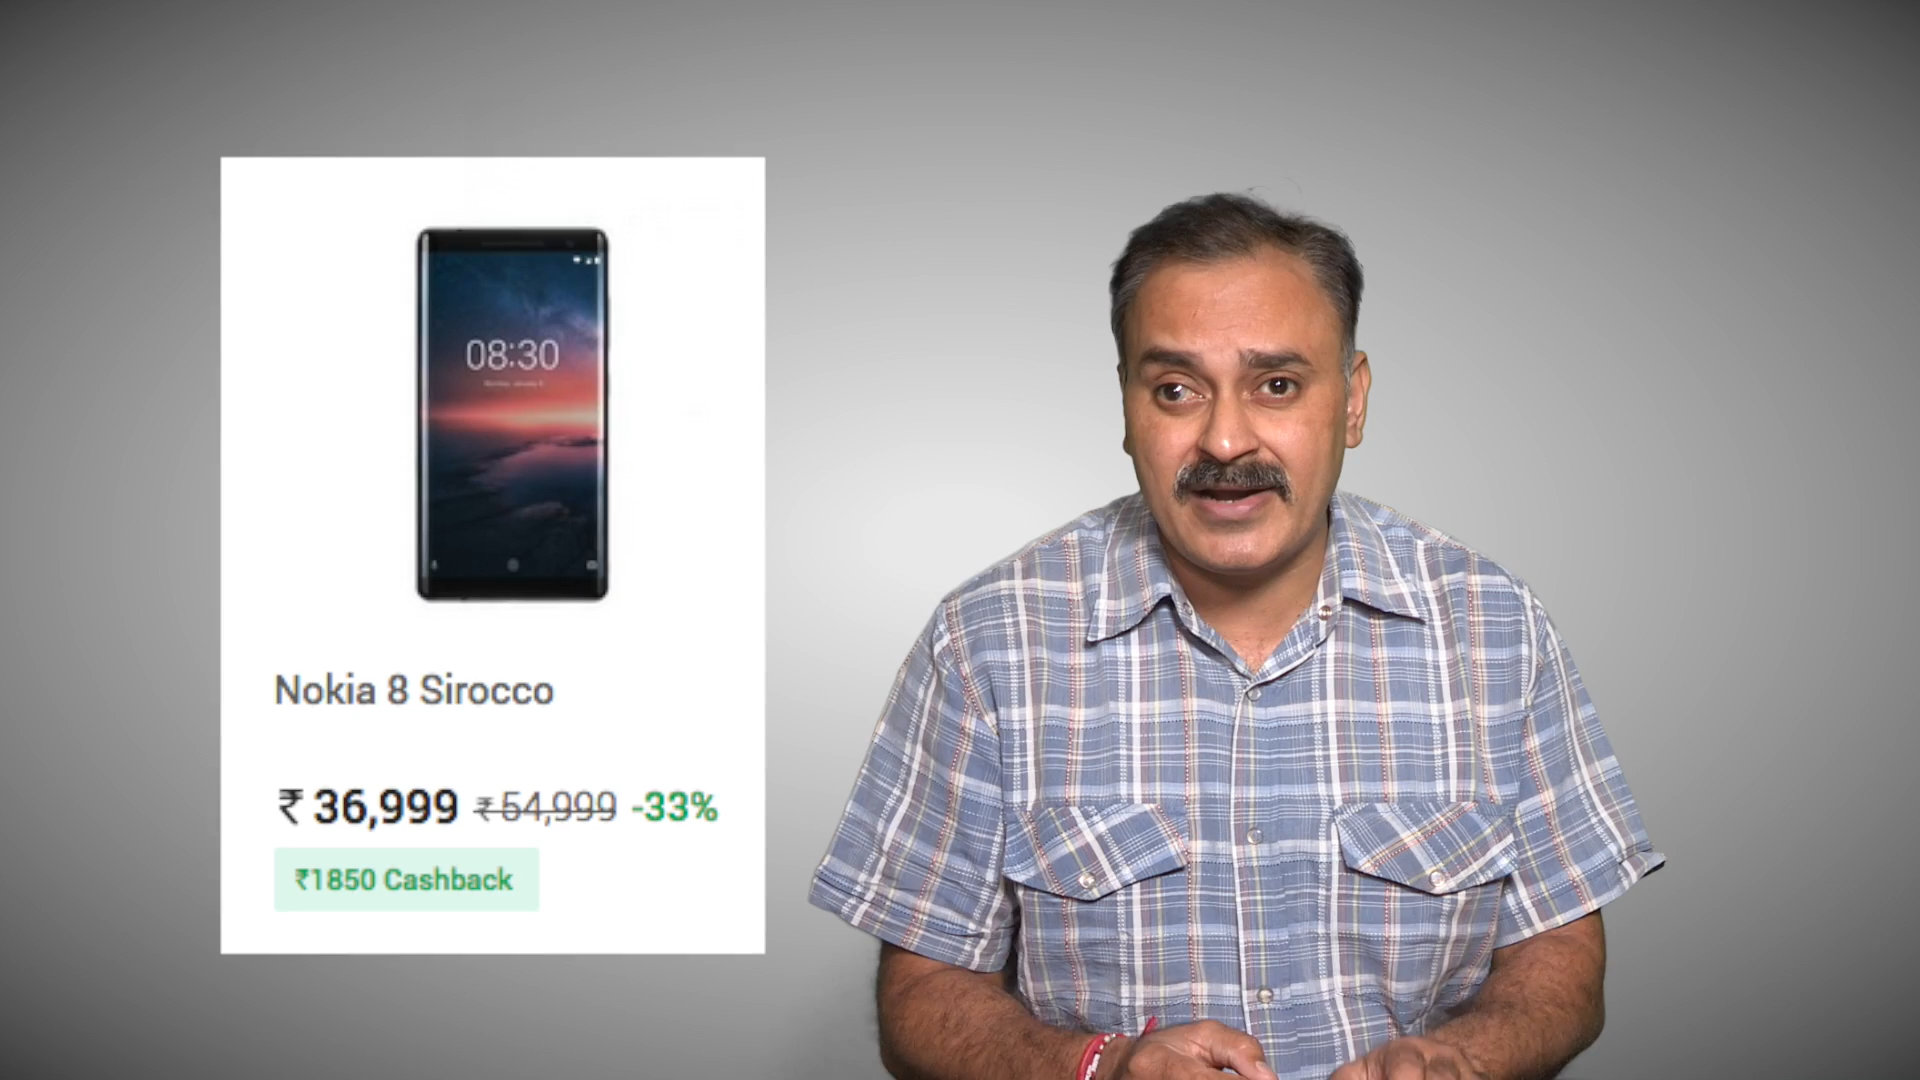 08:30
Nokia 8 Sirocco
₹ 36,999 ₹ 54,999 -33%
₹1850 Cashback